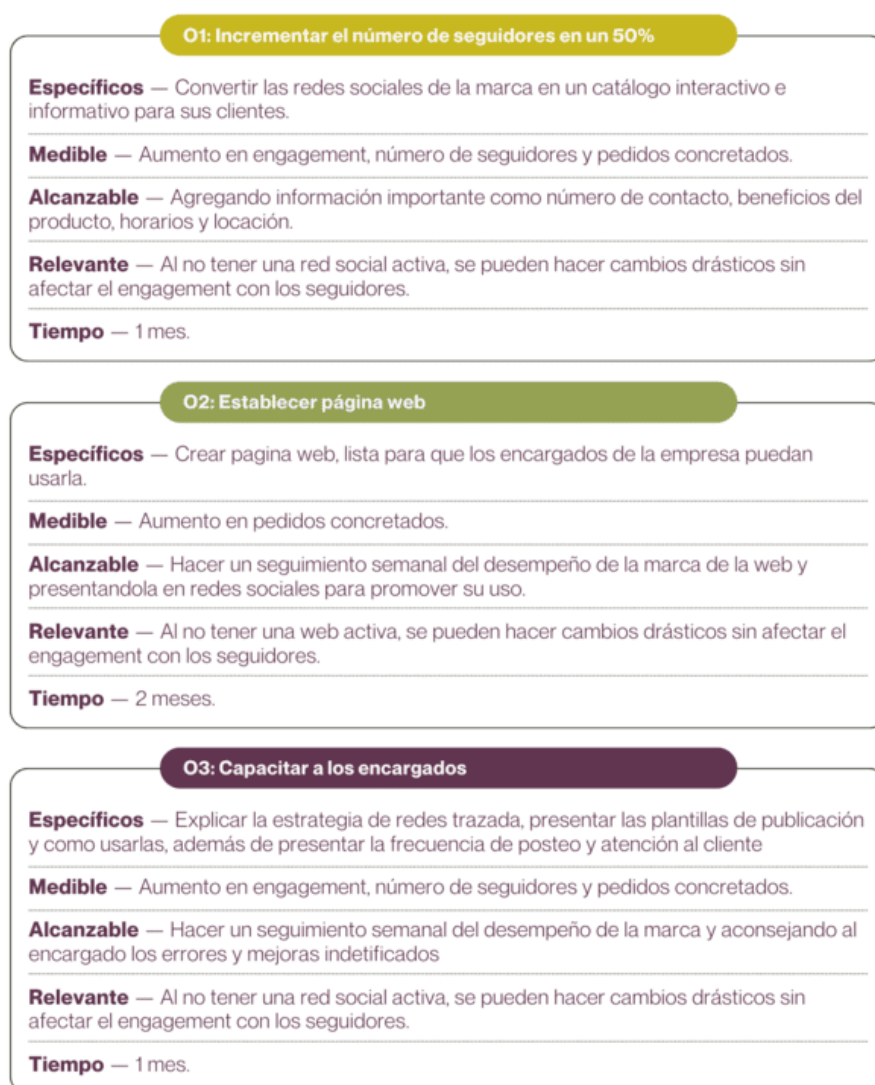 O1: Incrementar el número de seguidores en un 50%
Específicos — Convertir las redes sociales de la marca en un catálogo interactivo e
informativo para sus clientes.
Medible — Aumento en engagement, número de seguidores y pedidos concretados.
Alcanzable — Agregando información importante como número de contacto, beneficios del
producto, horarios y locación.
Relevante — Al no tener una red social activa, se pueden hacer cambios drásticos sin
afectar el engagement con los seguidores.
Tiempo — 1 mes.
O2: Establecer página web
Específicos — Crear pagina web, lista para que los encargados de la empresa puedan
usarla.
Medible — Aumento en pedidos concretados.
Alcanzable — Hacer un seguimiento semanal del desempeño de la marca de la web y
presentandola en redes sociales para promover su uso.
Relevante — Al no tener una web activa, se pueden hacer cambios drásticos sin afectar el
engagement con los seguidores.
Tiempo — 2 meses.
O3: Capacitar a los encargados
Específicos — Explicar la estrategia de redes trazada, presentar las plantillas de publicación
y como usarlas, además de presentar la frecuencia de posteo y atención al cliente
Medible — Aumento en engagement, número de seguidores y pedidos concretados.
Alcanzable — Hacer un seguimiento semanal del desempeño de la marca y aconsejando al
encargado los errores y mejoras indetificados
Relevante — Al no tener una red social activa, se pueden hacer cambios drásticos sin
afectar el engagement con los seguidores.
Tiempo — 1 mes.